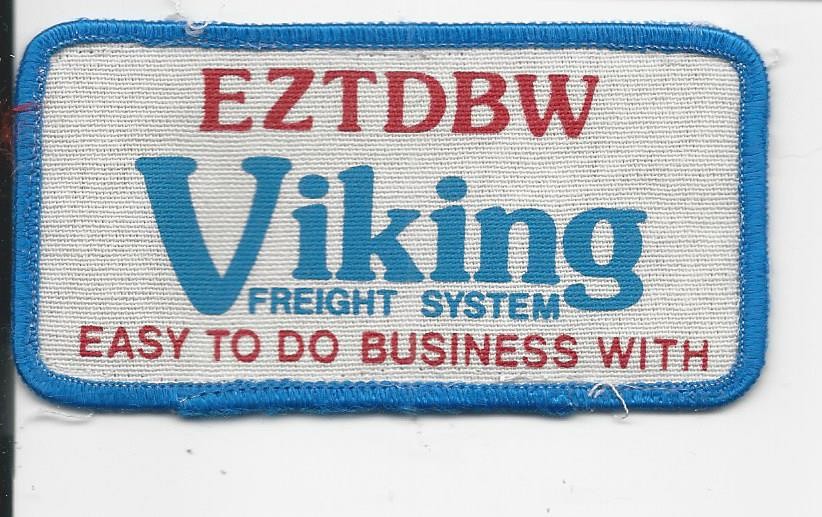 EZTDBW
Viking
FREIGHT SYSTEM
EASY TO DO BUSINESS WITH